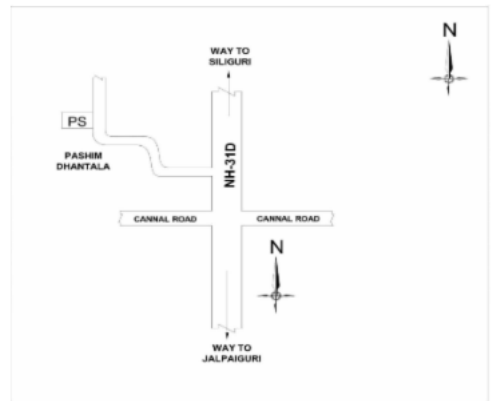 N
WAY TO
SILIGURI
PS
PASHIM
DHANTALA
NH-31D
CANNAL ROAD
CANNAL ROAD
N
WAY TO
JALPAIGURI